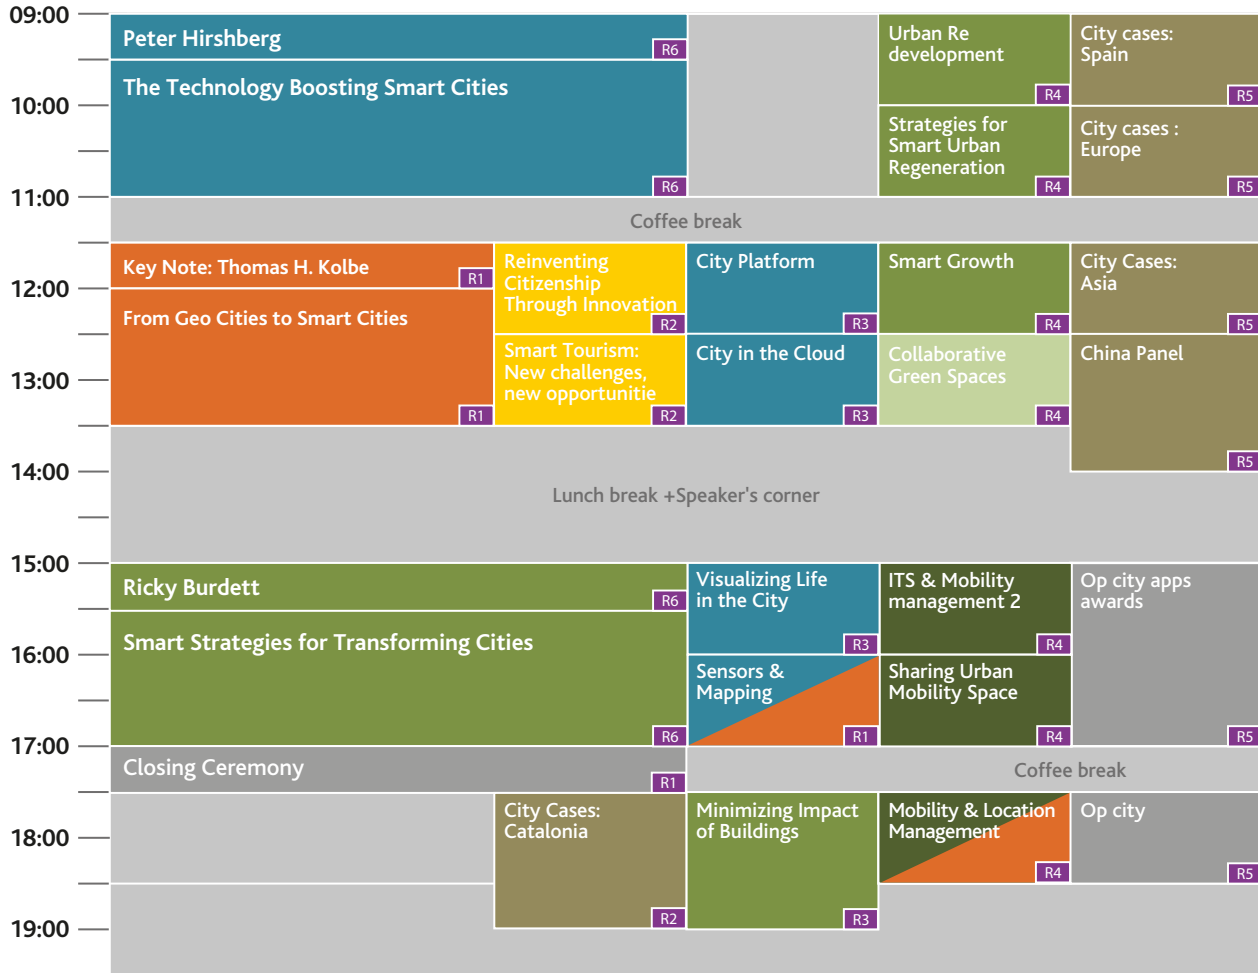 09:00
Peter Hirshberg
R6
Urban Re
development
R4
City cases:
Spain
R5
The Technology Boosting Smart Cities
R6
10:00
Strategies for
Smart Urban
Regeneration
R4
City cases :
Europe
R5
11:00
Coffee break
Key Note: Thomas H. Kolbe
R1
Reinventing
Citizenship
Through Innovation
R2
City Platform
R3
Smart Growth
R4
City Cases:
Asia
R5
12:00
From Geo Cities to Smart Cities
R1
Smart Tourism:
New challenges,
new opportunitie
R2
City in the Cloud
R3
Collaborative
Green Spaces
R4
China Panel
R5
13:00
14:00
Lunch break +Speaker's corner
15:00
Ricky Burdett
R6
Visualizing Life
in the City
R3
ITS & Mobility
management 2
R4
Op city apps
awards
R5
Smart Strategies for Transforming Cities
R6
16:00
Sensors &
Mapping
R1
Sharing Urban
Mobility Space
R4
17:00
Closing Ceremony
R1
Coffee break
City Cases:
Catalonia
R2
Minimizing Impact
of Buildings
R3
Mobility & Location
Management
R4
Op city
R5
18:00
19:00